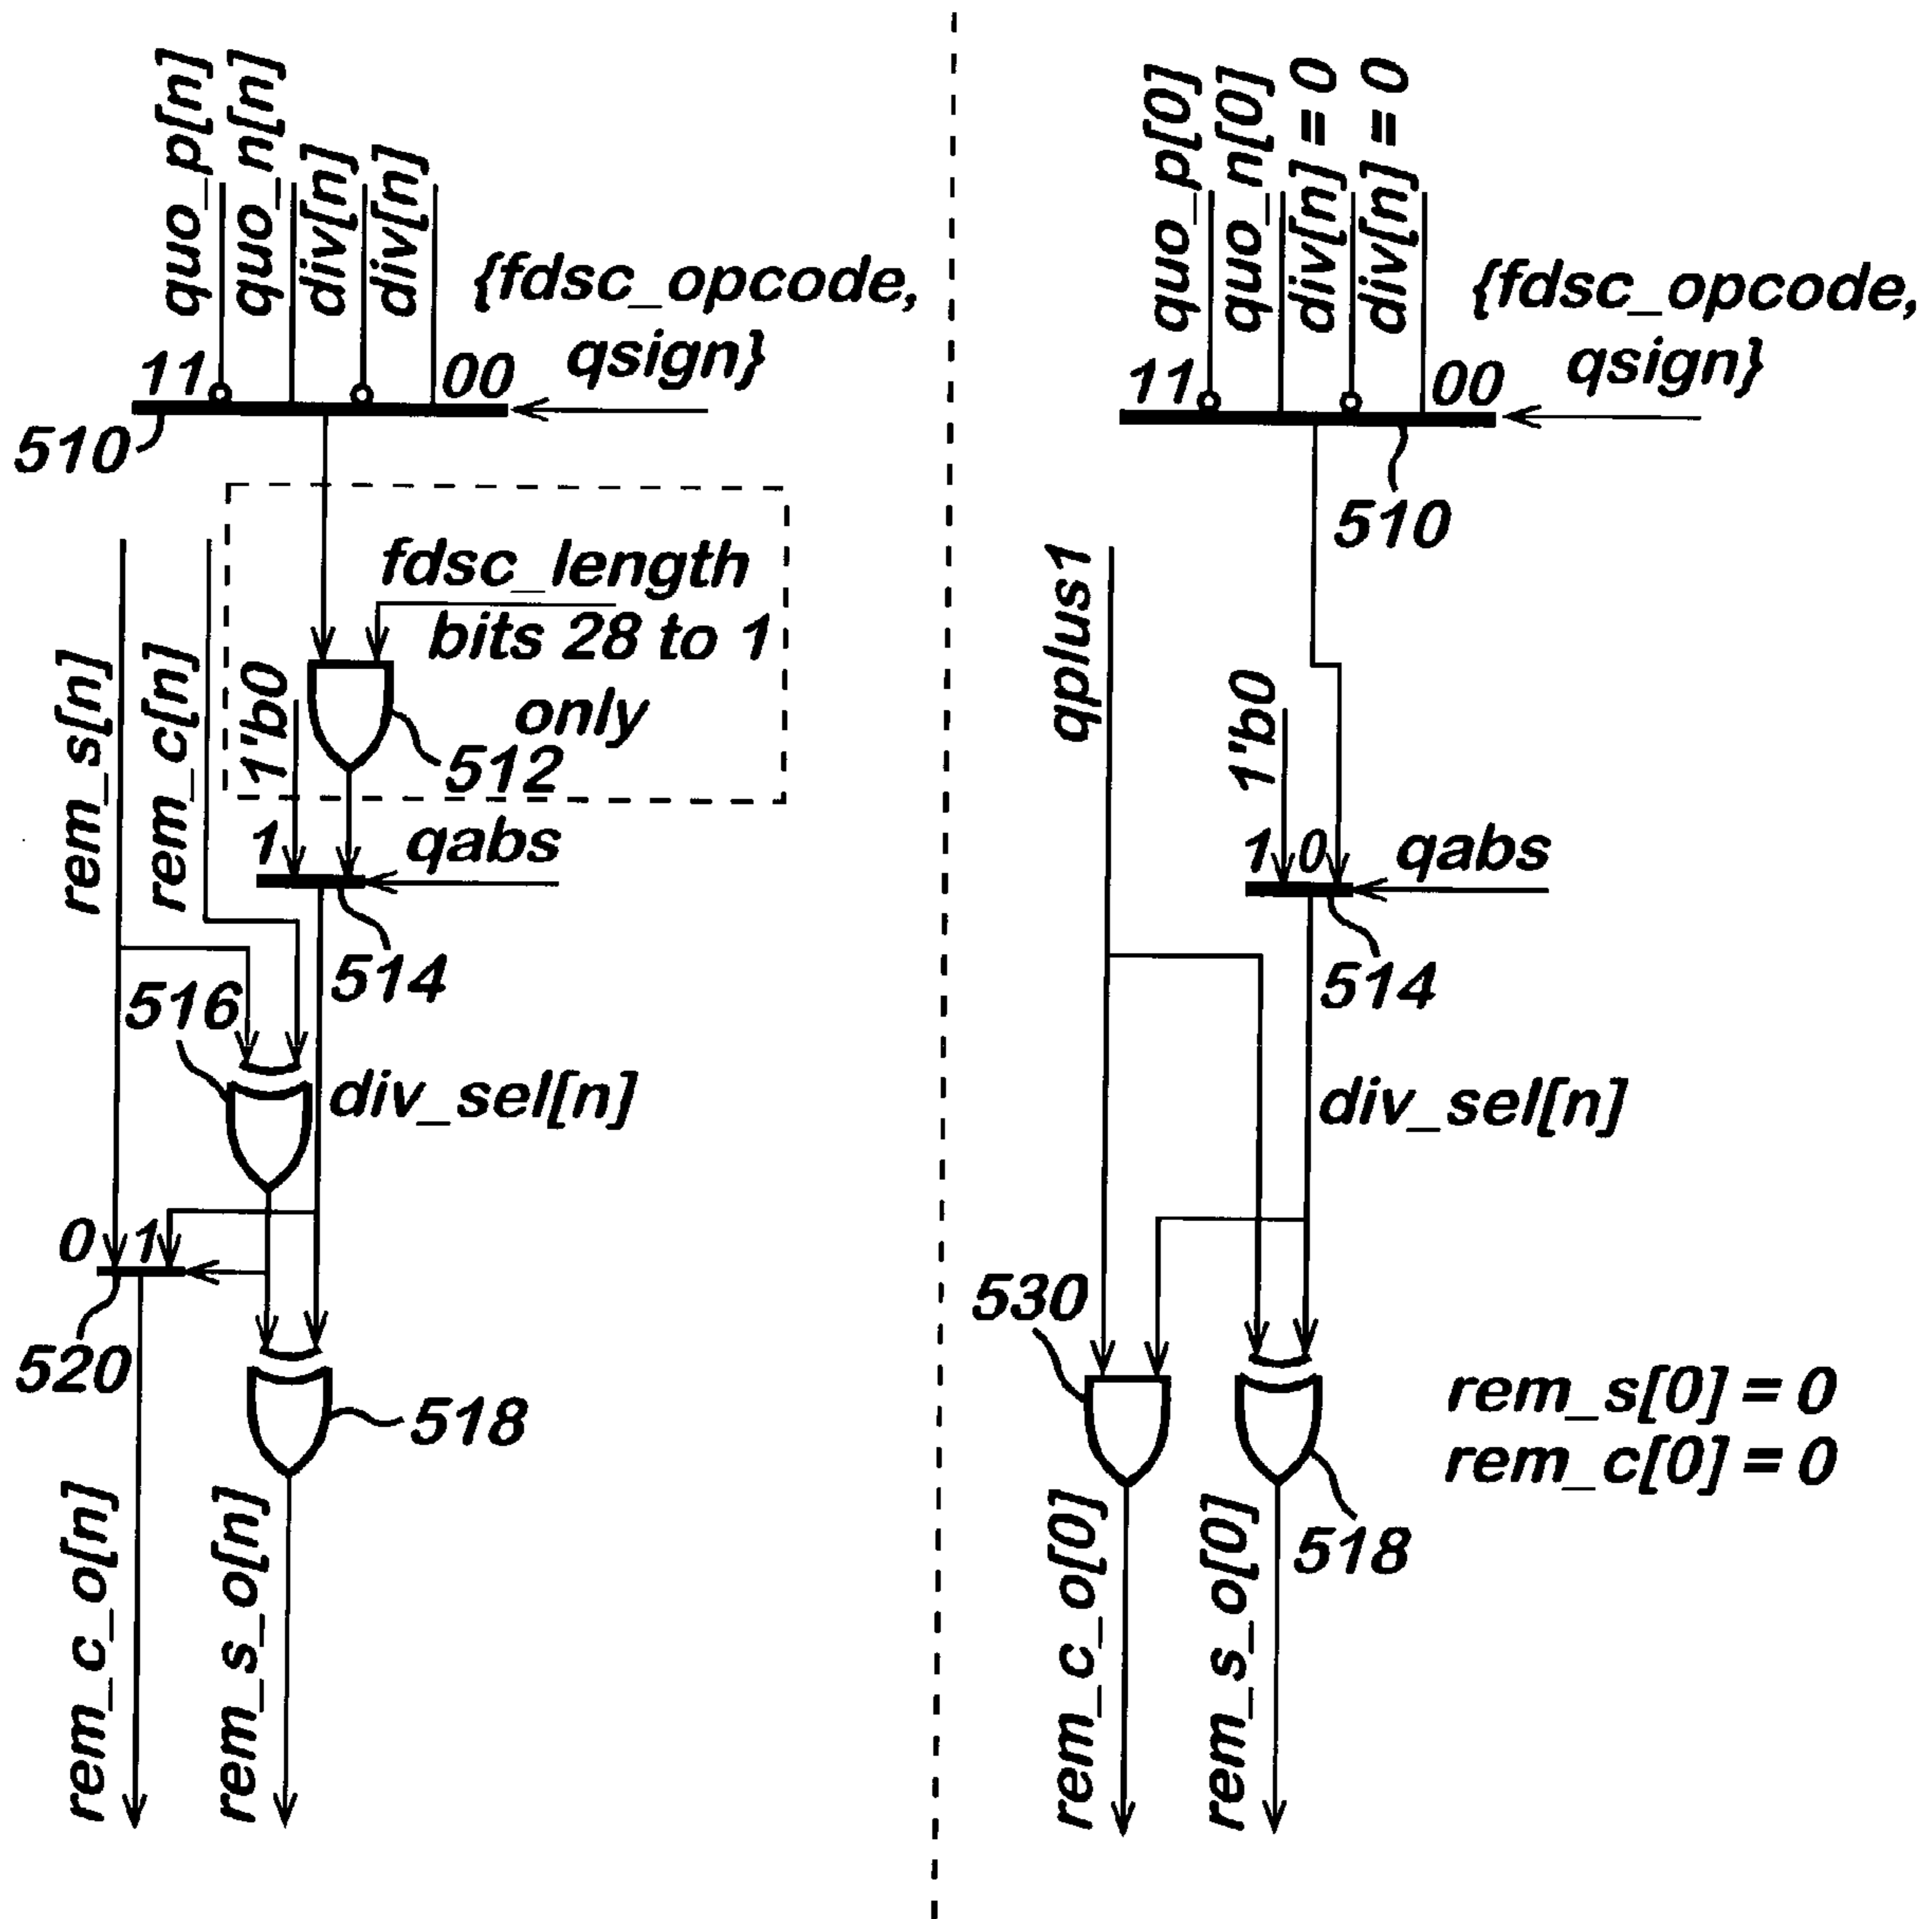 quo_p[n]
quo_n[n]
div[n]
div[n]
{fdsc_opcode,
qsign}
11
00
510
fdsc_length
bits 28 to 1
only
512
rem_s[n]
rem_c[n]
1'b0
1
qabs
514
516
div_sel[n]
0
1
520
518
rem_c_o[n]
rem_s_o[n]
quo_p[0]
quo_n[0]
div[n] = 0
div[n] = 0
{fdsc_opcode,
qsign}
11
00
510
qplus1
1'b0
1
0
qabs
514
div_sel[n]
530
rem_s[0] = 0
rem_c[0] = 0
518
rem_c_o[0]
rem_s_o[0]